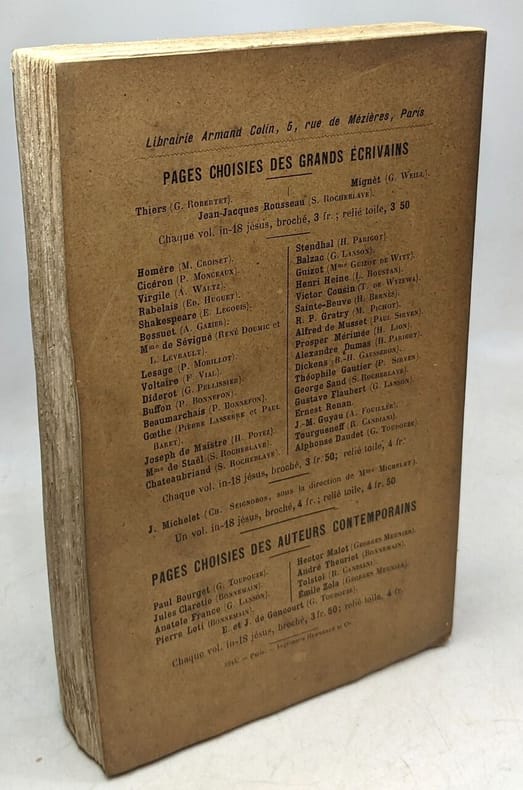 Librairie Armand Colin, 5, rue de Mézières, Paris
PAGES CHOISIES DES GRANDS ÉCRIVAINS
Thiers (G. ROBERTET).
Mignet (G. WEILL).
Jean-Jacques Rousseau (S. ROCHEBLAVE).
Chaque vol. in-18 jésus, broché, 3 fr.; relié toile, 3 50
Homère (M. CROISET).
Cicéron (P. MONCEAUX).
Virgile (A. WALTZ).
Rabelais (ED. HUGUET).
Shakespeare (E. LEGOUIS).
Bossuet (A. GAZIER).
Mme de Sévigné (RENÉ DOUMIC et
L. LEVRAULT).
Lesage (P. MORILLOT).
Voltaire (F. VIAL).
Diderot (G. PELLISSIER).
Buffon (P. BONNEFON).
Beaumarchais (P. BONNEFON).
Gœthe (PIERRE LASSERRE et PAUL
BARET).
Joseph de Maistre (H. POTEZ).
Mme de Staël (S. ROCHEBLAVE).
Chateaubriand (S. ROCHEBLAVE).
Stendhal (H. PARIGOT).
Balzac (G. LANSON).
Guizot (Mme GUIZOT DE WITT).
Henri Heine (L. ROUSTAN).
Victor Cousin (T. DE WYZEWA).
Sainte-Beuve (H. BERNÈS).
R. P. Gratry (M. PICHOT).
Alfred de Musset (PAUL SIRVEN).
Prosper Mérimée (H. LION).
Alexandre Dumas (H. PARIGOT).
Dickens (B.-H. GAUSSERON).
Théophile Gautier (P. SIRVEN).
George Sand (S. ROCHEBLAVE).
Gustave Flaubert (G. LANSON).
Ernest Renan.
J.-M. Guyau (A. FOUILLÉE).
Tourgueneff (R. CANDIANI).
Alphonse Daudet (G. TOUDOUZE)
Chaque vol. in-18 jésus, broché, 3 fr. 50; relié toile, 4 fr.
J. Michelet (CH. SEIGNOBOS, sous la direction de Mme MICHELET).
Un vol. in-18 jésus, broché, 4 fr.; relié toile, 4 fr. 50
PAGES CHOISIES DES AUTEURS CONTEMPORAINS
Paul Bourget (G. TOUDOUZE).
Jules Claretie (BONNEMAIN).
Anatole France (G. LANSON).
Pierre Loti (BONNEMAIN).
Hector Malot (GEORGES MEUNIER).
André Theuriet (BONNEMAIN).
Tolstoï (R. CANDIANI)
Émile Zola (GEORGES MEUNIER).
E. et J. de Goncourt (G. TOUDOUZE).
Chaque vol. in-18 jésus, broché, 3 fr. 50; relié toile, 4 fr.
Paris. — Imprimerie et Cie.